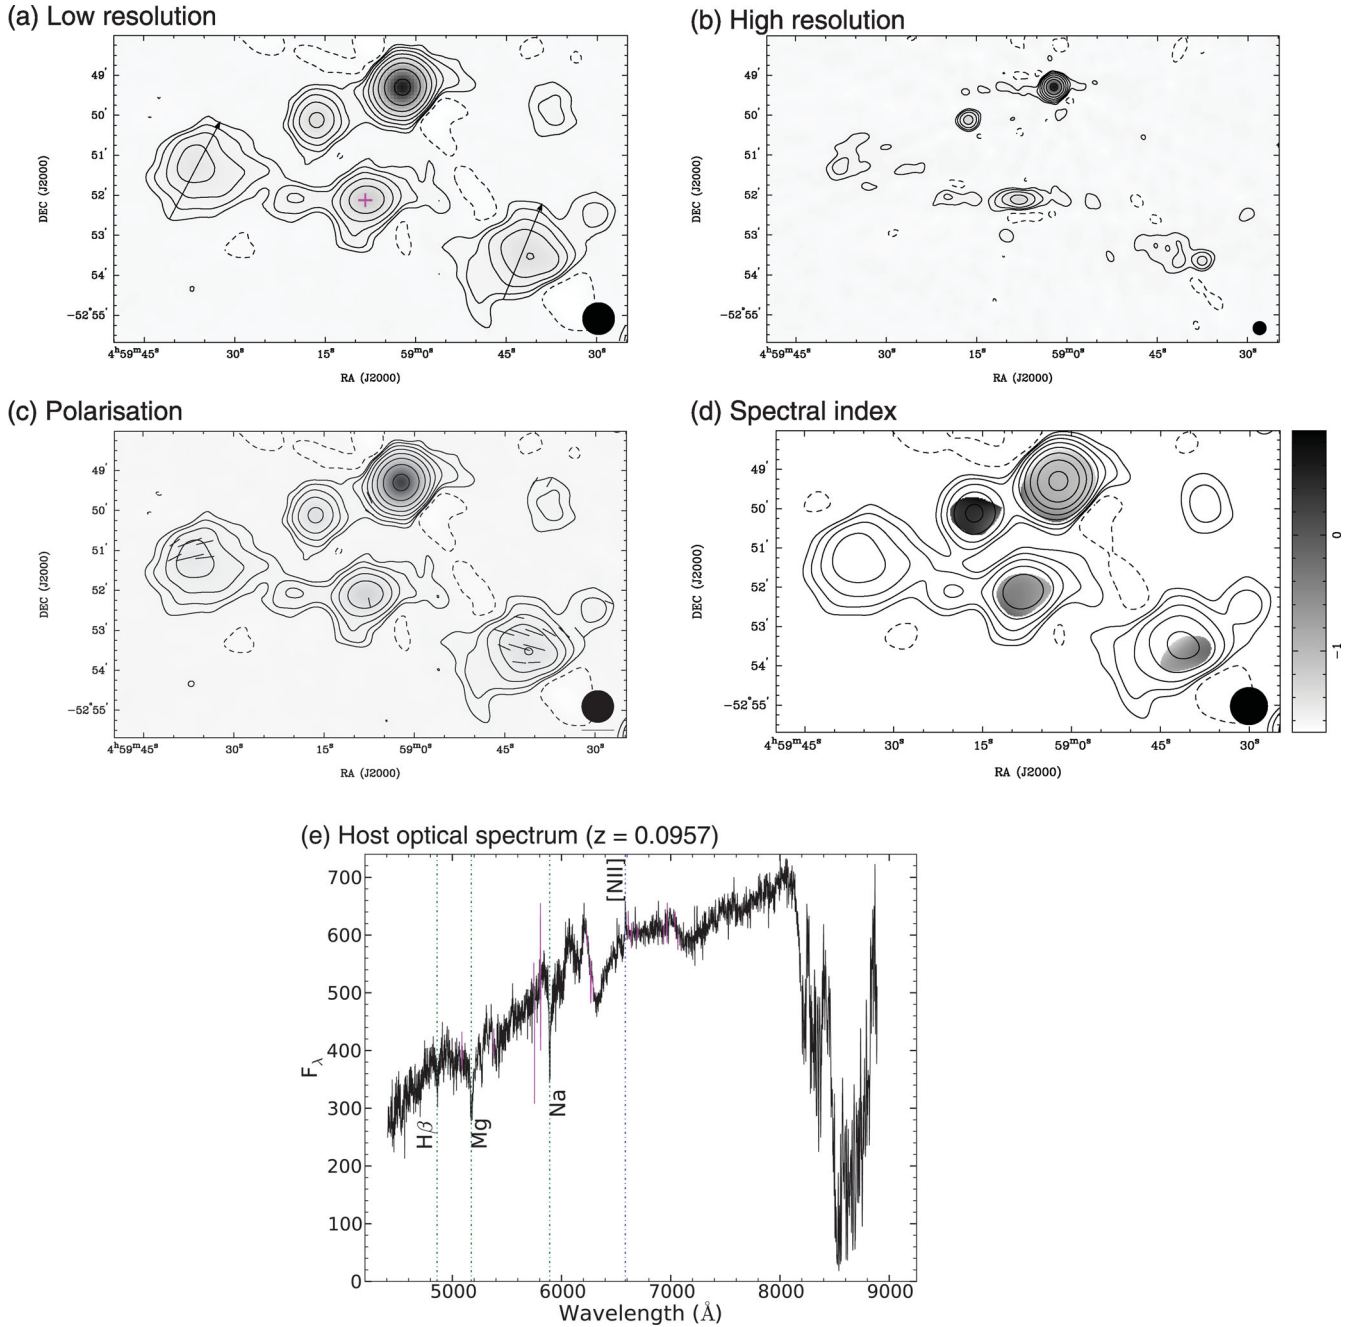 (a) Low resolution
(b) High resolution
49′
50′
51′
52′
53′
54′
−52°55′
DEC (J2000)
4ʰ59ᵐ45ˢ 30ˢ 15ˢ 59ᵐ0ˢ 45ˢ 30ˢ
RA (J2000)
49′
50′
51′
52′
53′
54′
−52°55′
DEC (J2000)
4ʰ59ᵐ45ˢ 30ˢ 15ˢ 59ᵐ0ˢ 45ˢ 30ˢ
RA (J2000)
(c) Polarisation
(d) Spectral index
49′
50′
51′
52′
53′
54′
−52°55′
DEC (J2000)
4ʰ59ᵐ45ˢ 30ˢ 15ˢ 59ᵐ0ˢ 45ˢ 30ˢ
RA (J2000)
49′
50′
51′
52′
53′
54′
−52°55′
DEC (J2000)
4ʰ59ᵐ45ˢ 30ˢ 15ˢ 59ᵐ0ˢ 45ˢ 30ˢ
RA (J2000)
0
−1
(e) Host optical spectrum (z = 0.0957)
700
600
500
400
300
200
100
0
F_λ
Hβ
Mg
Na
[NII]
5000 6000 7000 8000 9000
Wavelength (Å)